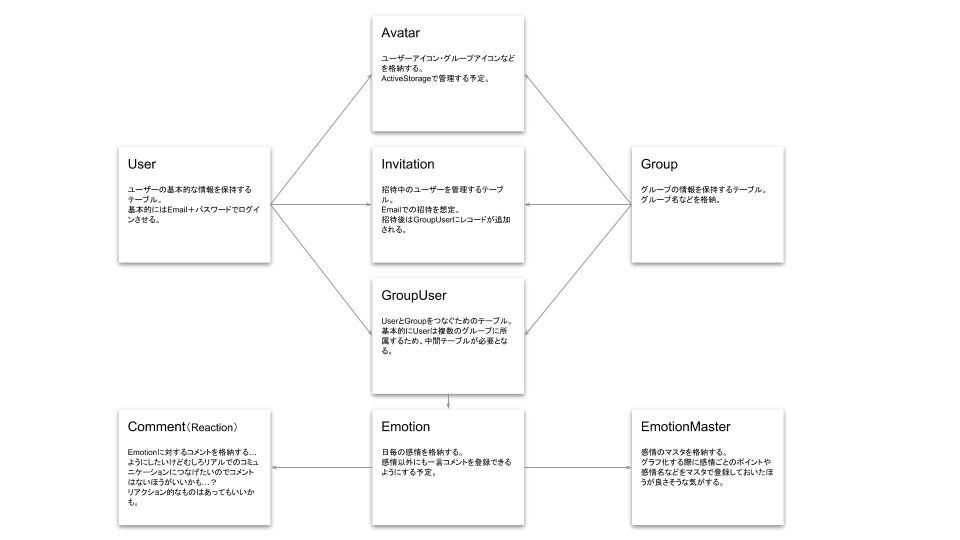 Avatar
ユーザーアイコン・グループアイコンなど
を格納する。
ActiveStorageで管理する予定。
User
ユーザーの基本的な情報を保持する
テーブル。
基本的にはEmail＋パスワードでログイ
ンさせる。
Invitation
招待中のユーザーを管理するテーブ
ル。
Emailでの招待を想定。
招待後はGroupUserにレコードが追加
される。
Group
グループの情報を保持するテーブル。
グループ名などを格納。
GroupUser
UserとGroupをつなぐためのテーブル。
基本的にUserは複数のグループに所
属するため、中間テーブルが必要とな
る。
Comment（Reaction）
Emotionに対するコメントを格納する…
ようにしたいけどむしろリアルでのコミュ
ニケーションにつなげたいのでコメント
はないほうがいいかも…？
リアクション的なものはあってもいいか
も。
Emotion
日毎の感情を格納する。
感情以外にも一言コメントを登録できる
ようにする予定。
EmotionMaster
感情のマスタを格納する。
グラフ化する際に感情ごとのポイントや
感情名などをマスタで登録しておいたほ
うが良さそうな気がする。